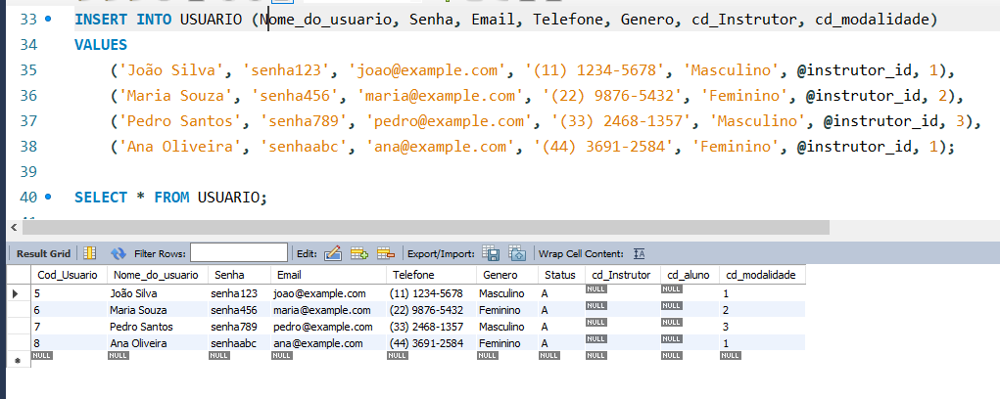 33 INSERT INTO USUARIO (Nome_do_usuario, Senha, Email, Telefone, Genero, cd_Instrutor, cd_modalidade)
34 VALUES
35 ('João Silva', 'senha123', 'joao@example.com', '(11) 1234-5678', 'Masculino', @instrutor_id, 1),
36 ('Maria Souza', 'senha456', 'maria@example.com', '(22) 9876-5432', 'Feminino', @instrutor_id, 2),
37 ('Pedro Santos', 'senha789', 'pedro@example.com', '(33) 2468-1357', 'Masculino', @instrutor_id, 3),
38 ('Ana Oliveira', 'senhaabc', 'ana@example.com', '(44) 3691-2584', 'Feminino', @instrutor_id, 1);
39
40 SELECT * FROM USUARIO;
Result Grid Filter Rows: Edit: Export/Import: Wrap Cell Content: IA
Cod_Usuario Nome_do_usuario Senha Email Telefone Genero Status cd_Instrutor cd_aluno cd_modalidade
5 João Silva senha123 joao@example.com (11) 1234-5678 Masculino A NULL NULL 1
6 Maria Souza senha456 maria@example.com (22) 9876-5432 Feminino A NULL NULL 2
7 Pedro Santos senha789 pedro@example.com (33) 2468-1357 Masculino A NULL NULL 3
8 Ana Oliveira senhaabc ana@example.com (44) 3691-2584 Feminino A NULL NULL 1
NULL NULL NULL NULL NULL NULL NULL NULL NULL NULL